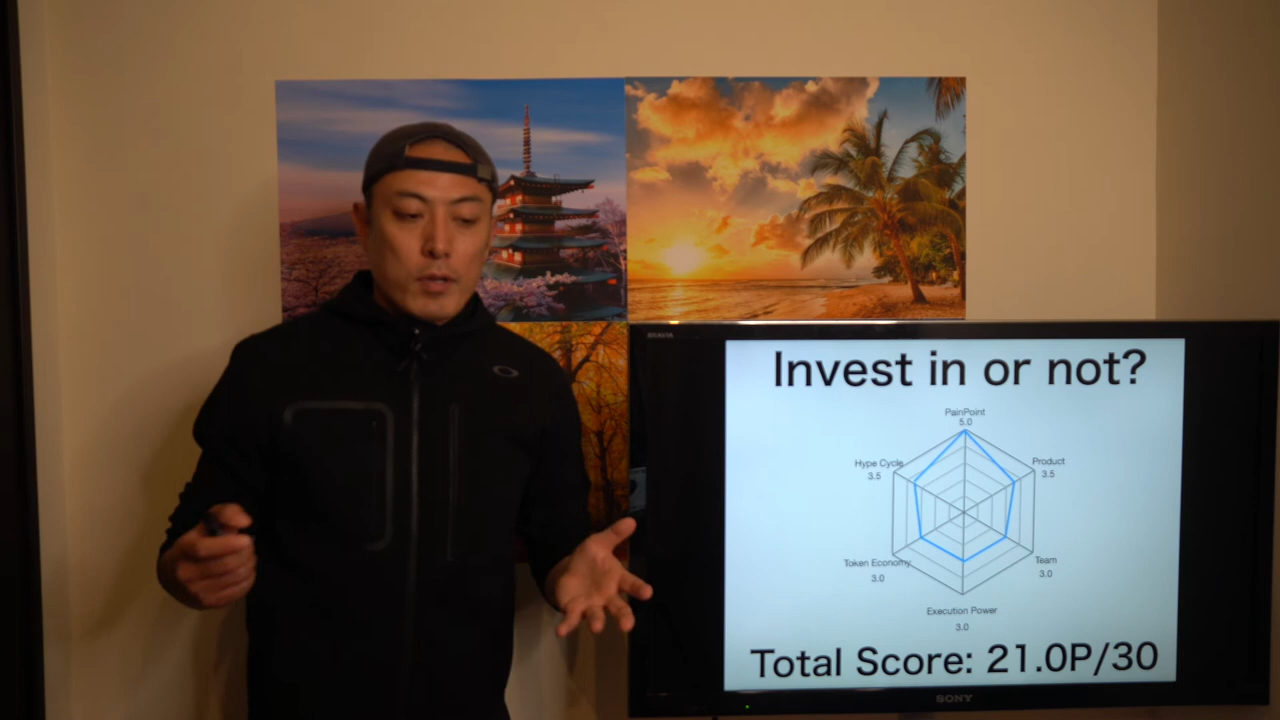 BRAVIA
Invest in or not?
PainPoint
5.0
Hype Cycle
3.5
Product
3.5
Token Economy
3.0
Team
3.0
Execution Power
3.0
Total Score: 21.0P/30
SONY